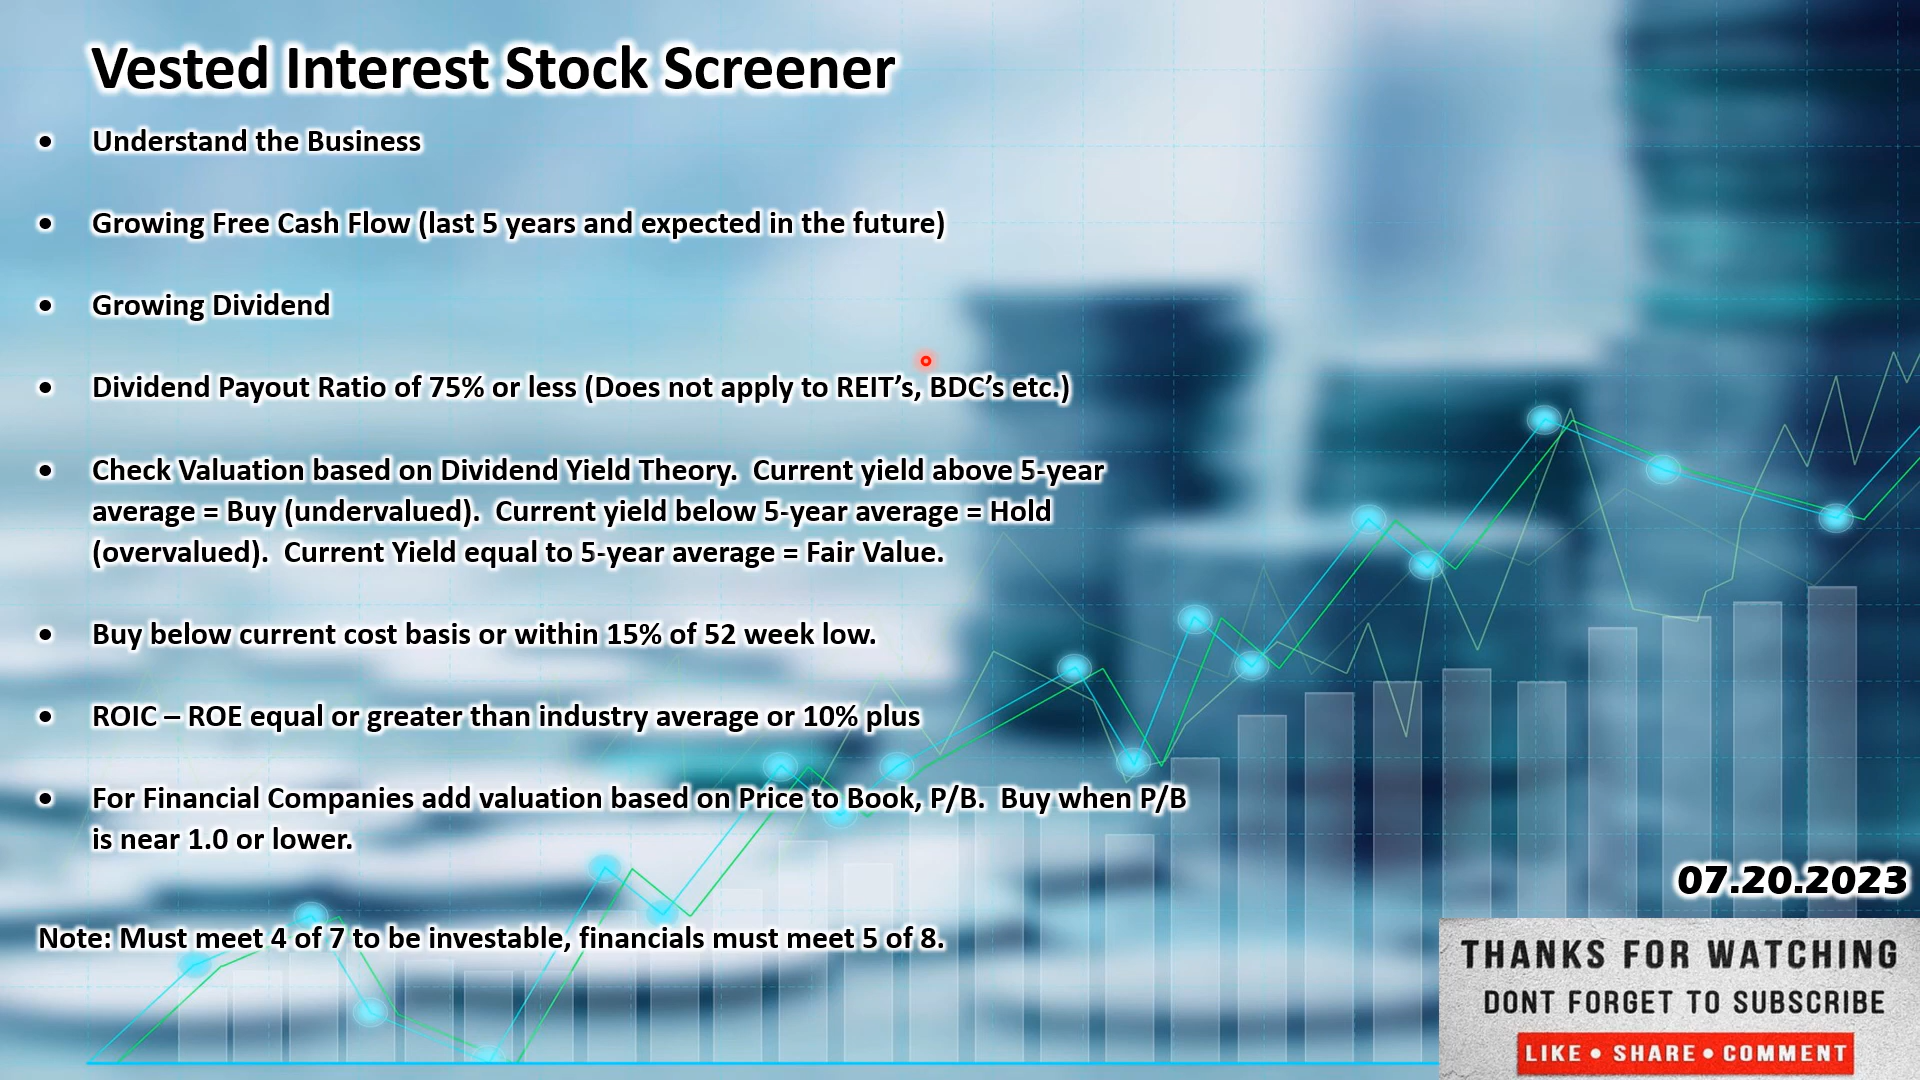 Vested Interest Stock Screener
• Understand the Business
• Growing Free Cash Flow (last 5 years and expected in the future)
• Growing Dividend
• Dividend Payout Ratio of 75% or less (Does not apply to REIT’s, BDC’s etc.)
• Check Valuation based on Dividend Yield Theory.  Current yield above 5-year
average = Buy (undervalued).  Current yield below 5-year average = Hold
(overvalued).  Current Yield equal to 5-year average = Fair Value.
• Buy below current cost basis or within 15% of 52 week low.
• ROIC – ROE equal or greater than industry average or 10% plus
• For Financial Companies add valuation based on Price to Book, P/B.  Buy when P/B
is near 1.0 or lower.
Note: Must meet 4 of 7 to be investable, financials must meet 5 of 8.
07.20.2023
THANKS FOR WATCHING
DONT FORGET TO SUBSCRIBE
LIKE • SHARE • COMMENT